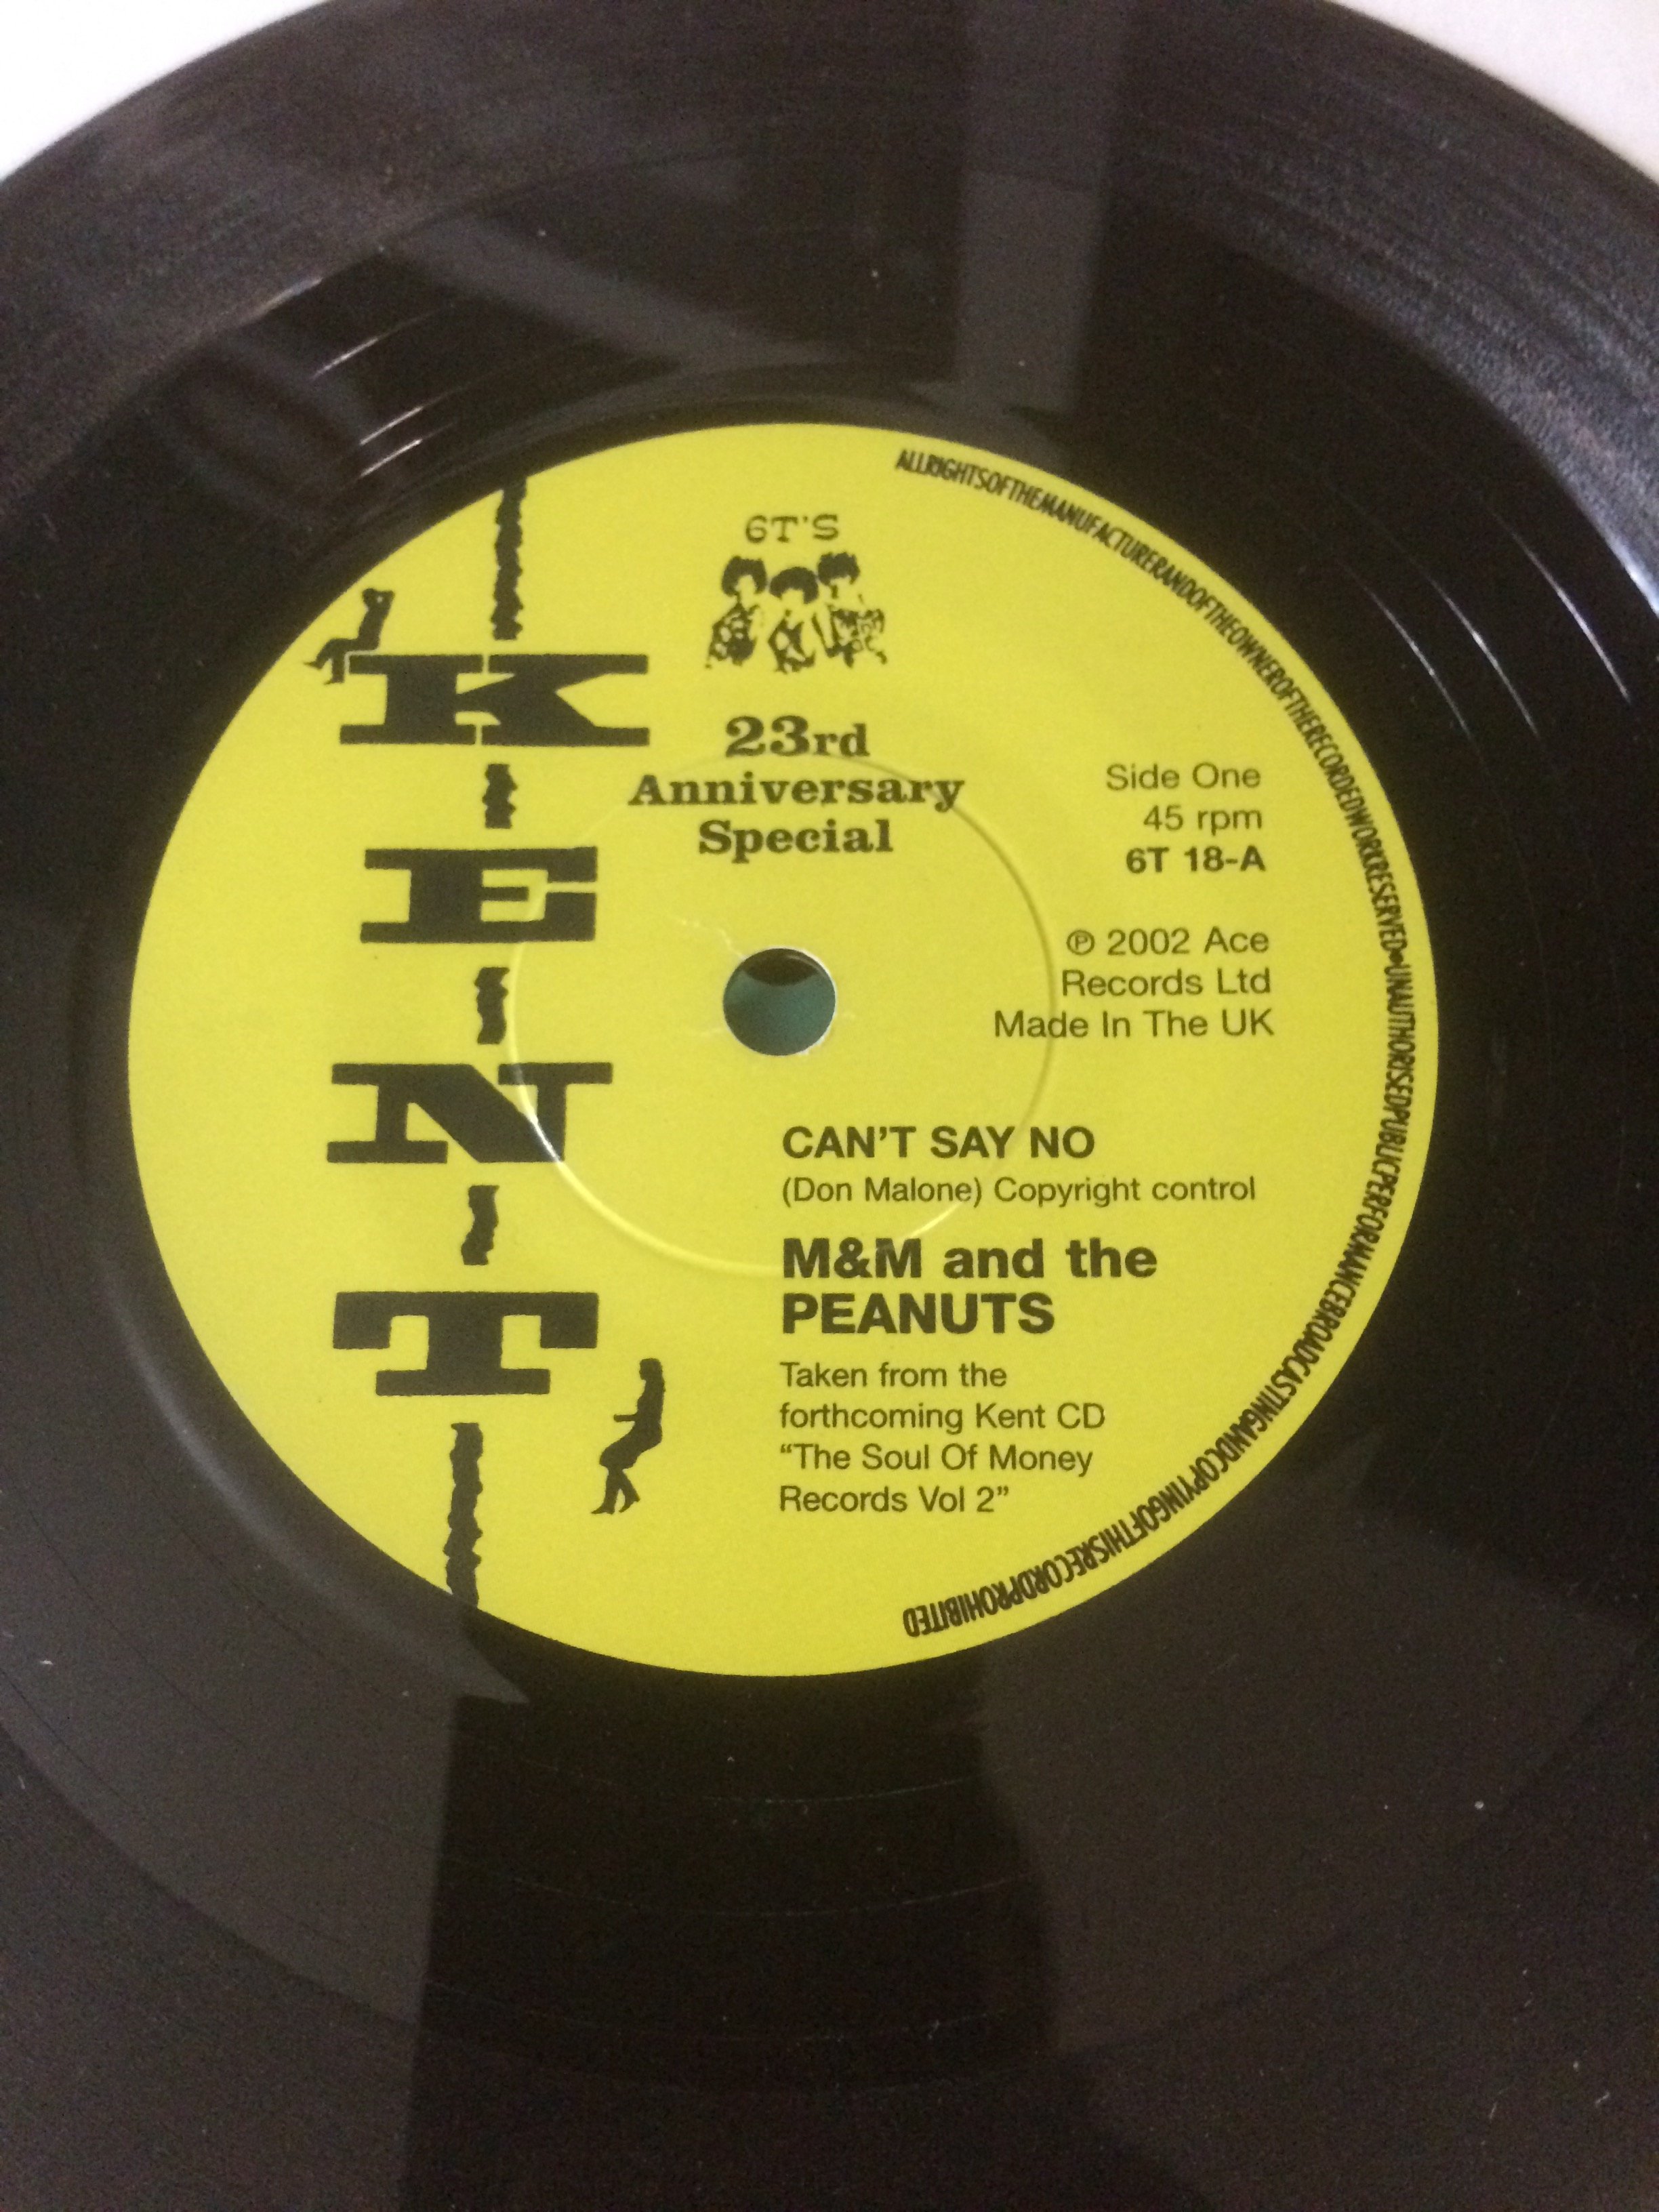 KENT
6T'S
23rd
Anniversary
Special
Side One
45 rpm
6T 18-A
℗ 2002 Ace
Records Ltd
Made In The UK
CAN'T SAY NO
(Don Malone) Copyright control
M&M and the
PEANUTS
Taken from the
forthcoming Kent CD
“The Soul Of Money
Records Vol 2”
ALLRIGHTSOFTHEMANUFACTURERANDOFTHEOWNEROFTHERECORDEDWORKRESERVED•UNAUTHORISEDPUBLICPERFORMANCEBROADCASTINGANDCOPYINGOFTHISRECORDPROHIBITED